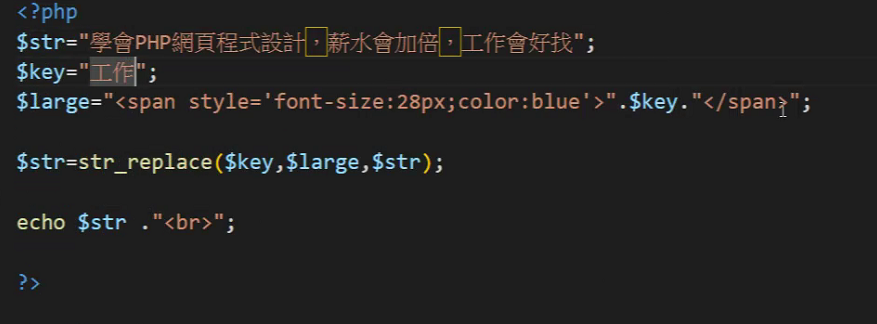 <?php
$str="學會PHP網頁程式設計，薪水會加倍，工作會好找";
$key="工作";
$large="<span style='font-size:28px;color:blue'>".$key."</span>";
$str=str_replace($key,$large,$str);
echo $str ."<br>";
?>